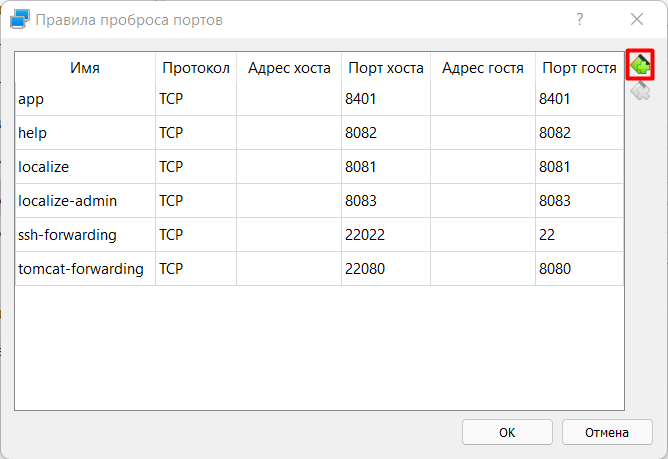 Правила проброса портов ?
Имя Протокол Адрес хоста Порт хоста Адрес гостя Порт гостя
app TCP 8401 8401
help TCP 8082 8082
localize TCP 8081 8081
localize-admin TCP 8083 8083
ssh-forwarding TCP 22022 22
tomcat-forwarding TCP 22080 8080
OK Отмена